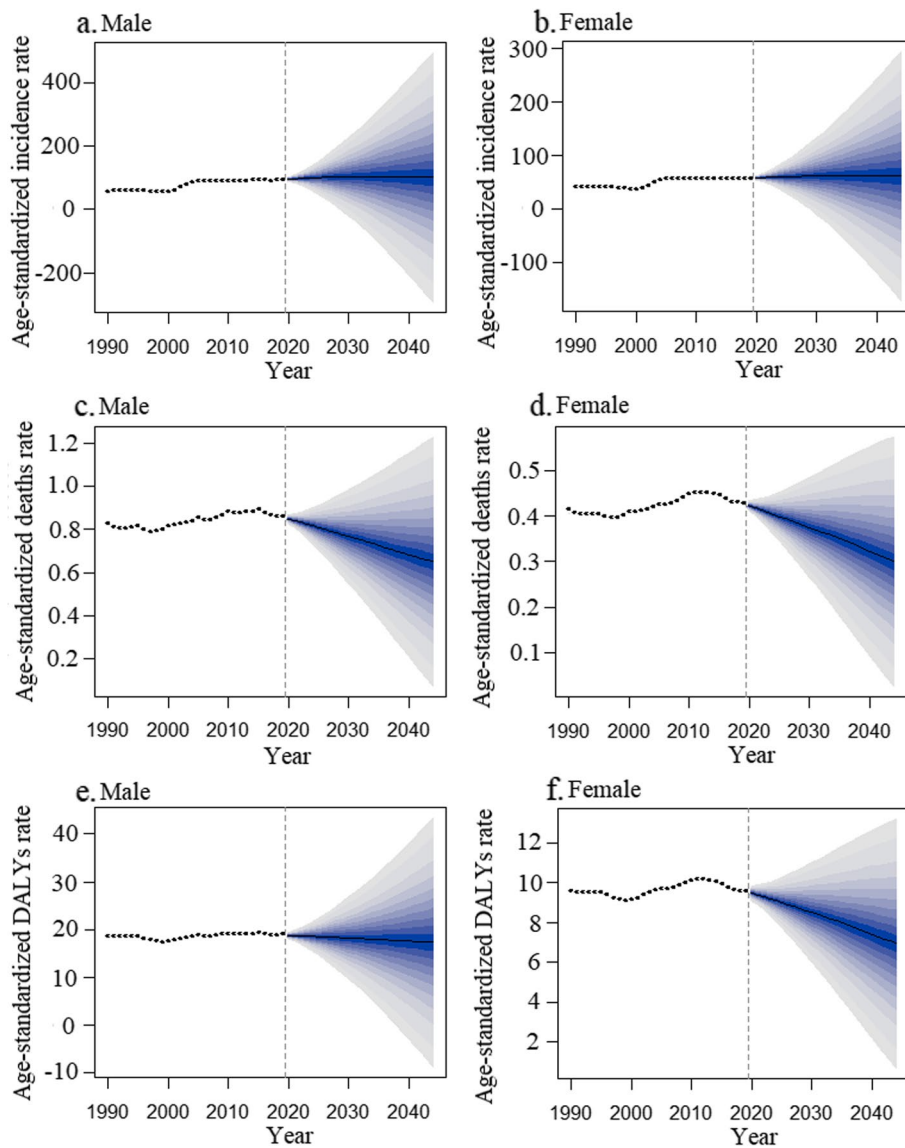 a. Male
Age-standardized incidence rate
400
200
0
-200
1990 2000 2010 2020 2030 2040
Year
b. Female
Age-standardized incidence rate
300
200
100
0
-100
1990 2000 2010 2020 2030 2040
Year
c. Male
Age-standardized deaths rate
1.2
1.0
0.8
0.6
0.4
0.2
1990 2000 2010 2020 2030 2040
Year
d. Female
Age-standardized deaths rate
0.5
0.4
0.3
0.2
0.1
1990 2000 2010 2020 2030 2040
Year
e. Male
Age-standardized DALYs rate
40
30
20
10
0
-10
1990 2000 2010 2020 2030 2040
Year
f. Female
Age-standardized DALYs rate
12
10
8
6
4
2
1990 2000 2010 2020 2030 2040
Year